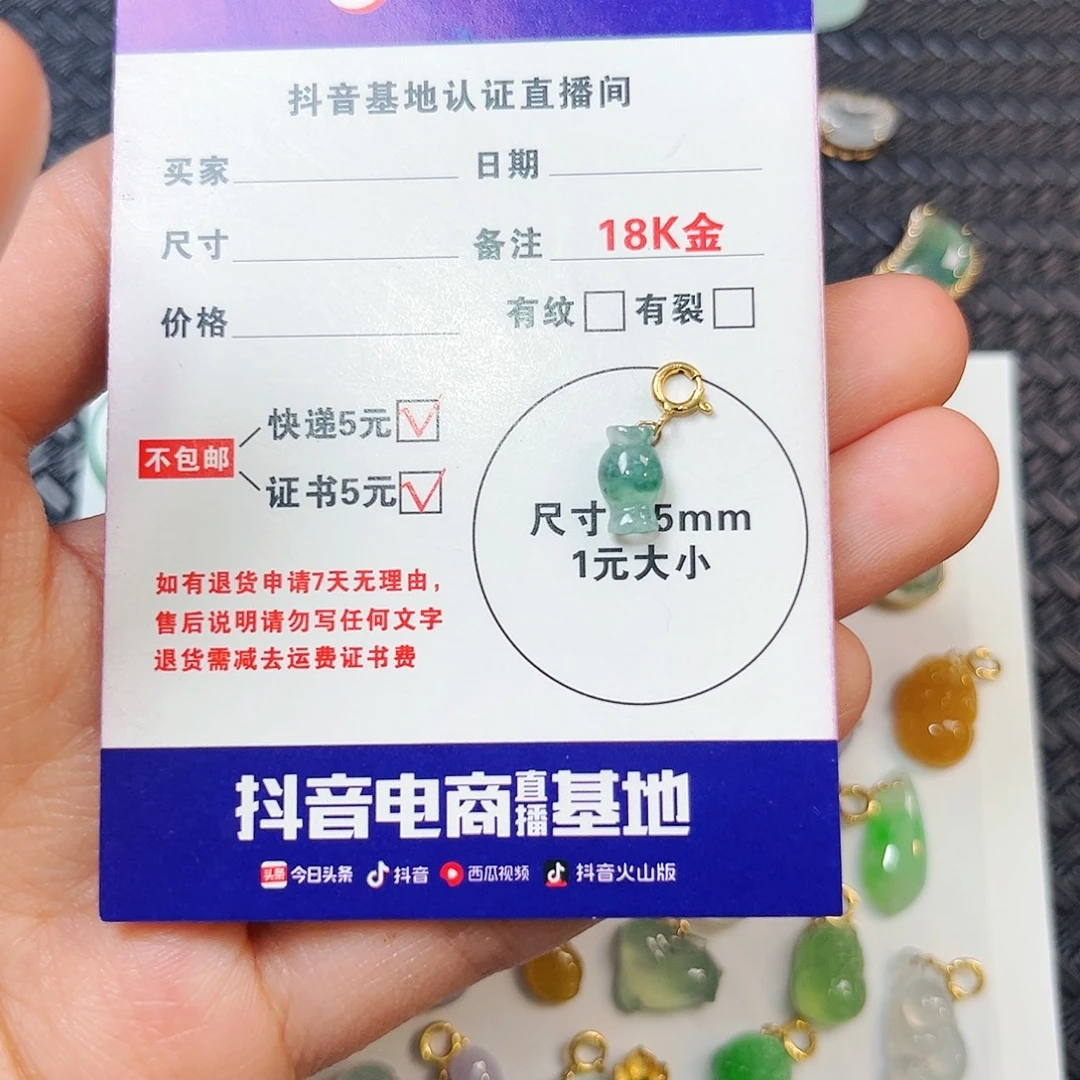 抖音基地认证直播间
买家 日期
尺寸 备注 18K金
价格 有纹 有裂
快递5元
不包邮
证书5元
尺寸 5mm
1元大小
如有退货申请7天无理由,
售后说明请勿写任何文字
退货需减去运费证书费
抖音电商直播基地
头条 今日头条 抖音 西瓜视频 抖音火山版